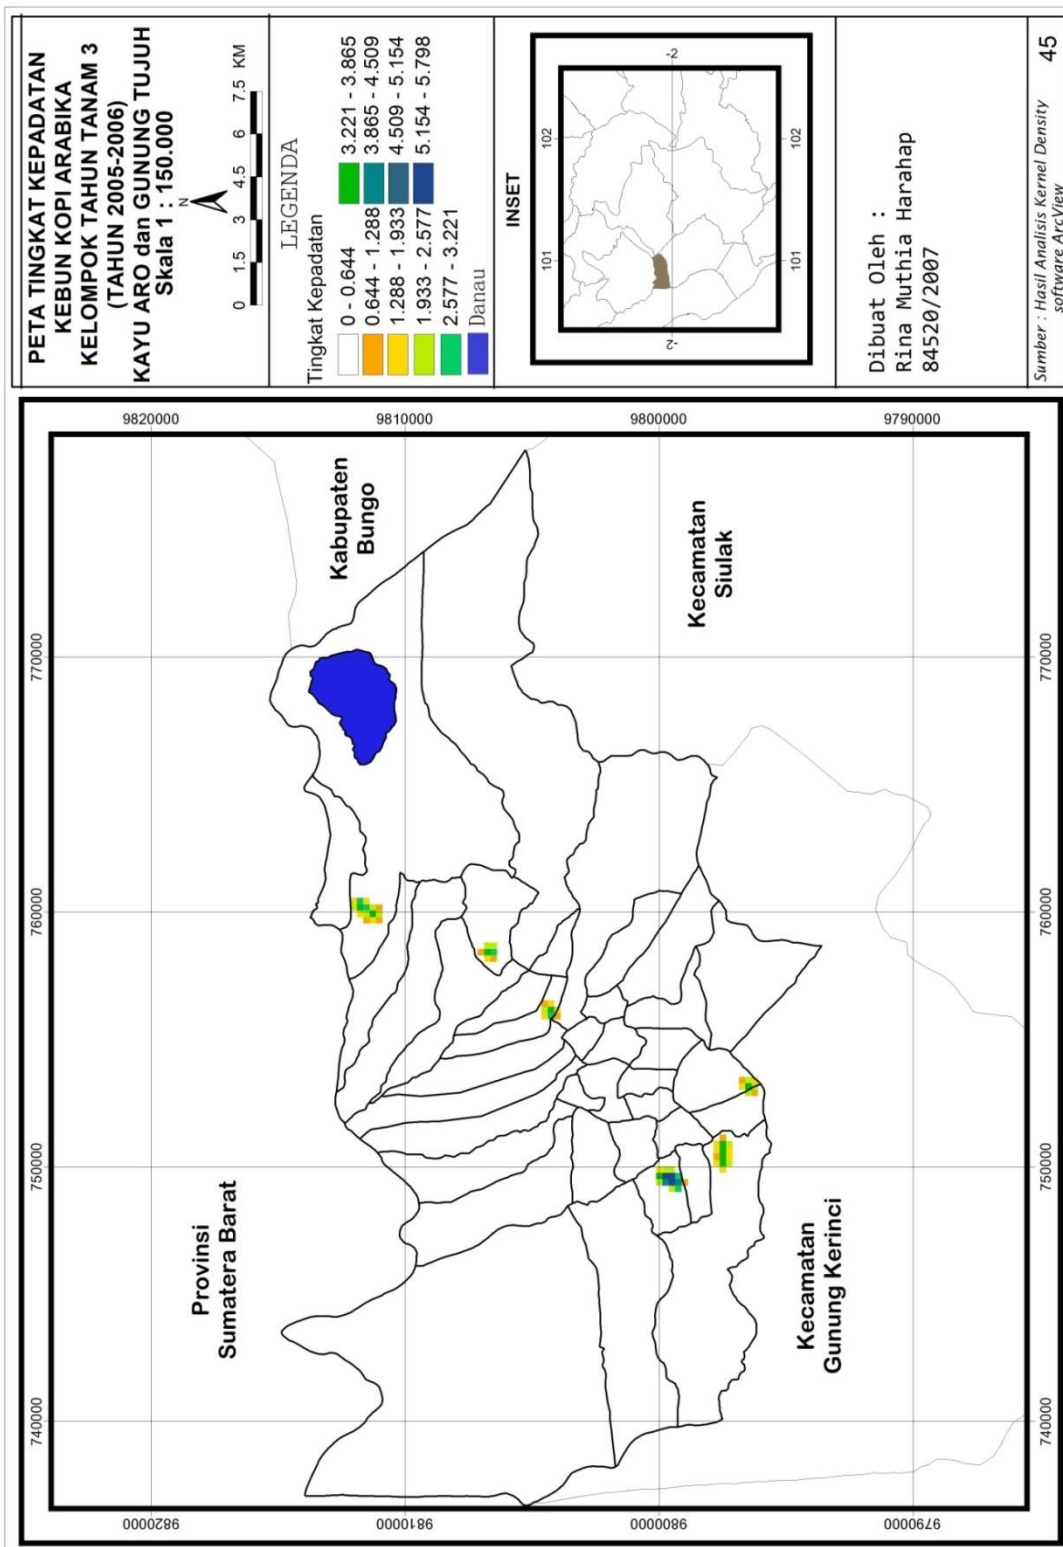 PETA TINGKAT KEPADATAN
KEBUN KOPI ARABIKA
KELOMPOK TAHUN TANAM 3
(TAHUN 2005-2006)
KAYU ARO dan GUNUNG TUJUH
Skala 1 : 150.000
N
0 1.5 3 4.5 6 7.5 KM
LEGENDA
Tingkat Kepadatan
0 - 0.644
0.644 - 1.288
1.288 - 1.933
1.933 - 2.577
2.577 - 3.221
Danau
3.221 - 3.865
3.865 - 4.509
4.509 - 5.154
5.154 - 5.798
INSET
101 102
-2 -2
101 102
Dibuat Oleh :
Rina Muthia Harahap
84520/2007
Sumber : Hasil Analisis Kernel Density
software ArcView
45
740000 750000 760000 770000
9820000 9820000
9810000 9810000
9800000 9800000
9790000 9790000
740000 750000 760000 770000
Provinsi
Sumatera Barat
Kabupaten
Bungo
Kecamatan
Siulak
Kecamatan
Gunung Kerinci